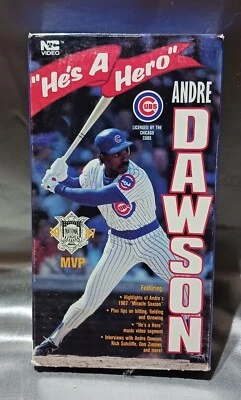 NAC
VIDEO
"He's A
Hero"
ANDRE
DAWSON
CUBS
LICENSED BY THE
CHICAGO
CUBS
MVP
Featuring:
• Highlights of Andre's
1987 "Miracle Season"
• Plus tips on hitting, fielding
and throwing
• "He's a Hero"
music video segment
• Interviews with Andre Dawson,
Rick Sutcliffe, Don Zimmer,
and more!